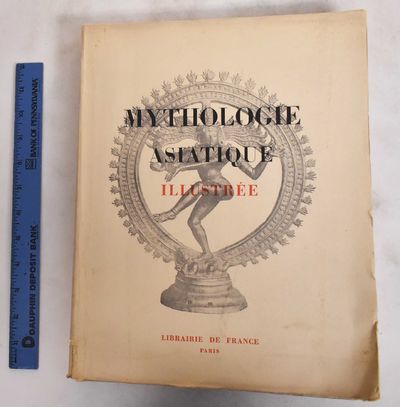 BANK OF PENNSYLVANIA
DAUPHIN DEPOSIT BANK
MYTHOLOGIE
ASIATIQUE
ILLUSTRÉE
LIBRAIRIE DE FRANCE
PARIS